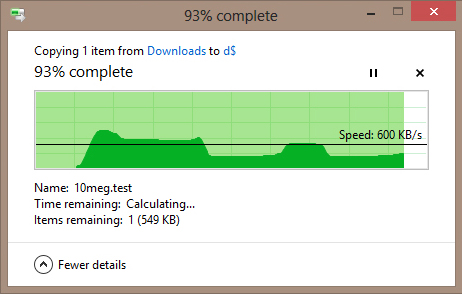 93% complete
Copying 1 item from Downloads to d$
93% complete
Speed: 600 KB/s
Name: 10meg.test
Time remaining: Calculating...
Items remaining: 1 (549 KB)
Fewer details